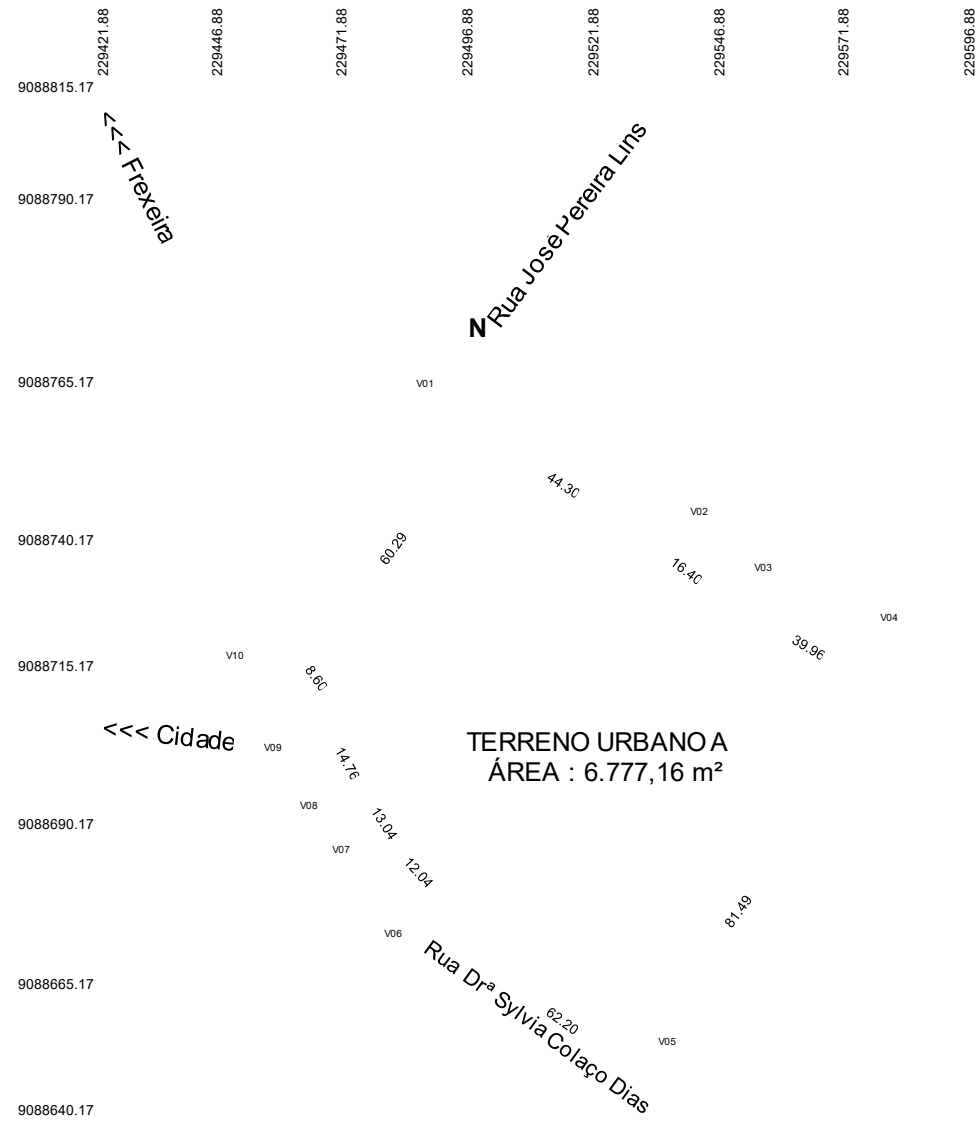 229421.88
229446.88
229471.88
229496.88
229521.88
229546.88
229571.88
229596.88
9088815.17
<<< Frexeira
9088790.17
Rua José Pereira Lins
N
9088765.17
V01
44.30
V02
9088740.17
60.29
16.40
V03
V04
39.96
V10
9088715.17
8.60
<<< Cidade
V09
TERRENO URBANO A
ÁREA : 6.777,16 m²
14.76
V08
13.04
9088690.17
V07
12.04
81.49
V06
Rua Drª Sylvia Colaço Dias
9088665.17
62.20
V05
9088640.17